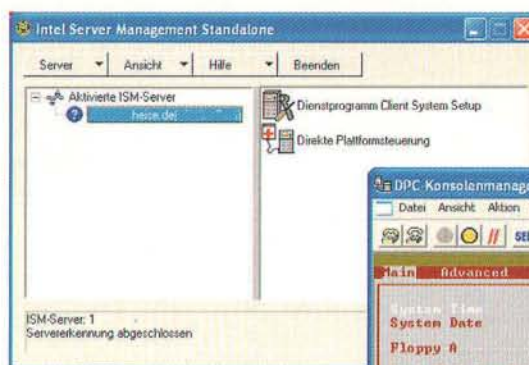 Intel Server Management Standalone
Server Ansicht Hilfe Beenden
Aktivierte ISM-Server
heise.de
Dienstprogramm Client System Setup
Direkte Plattformsteuerung
DPC Konsolenmanage
Datei Ansicht Aktion
SE
Main Advanced
System Time
System Date
Floppy A
ISM-Server: 1
Servererkennung abgeschlossen